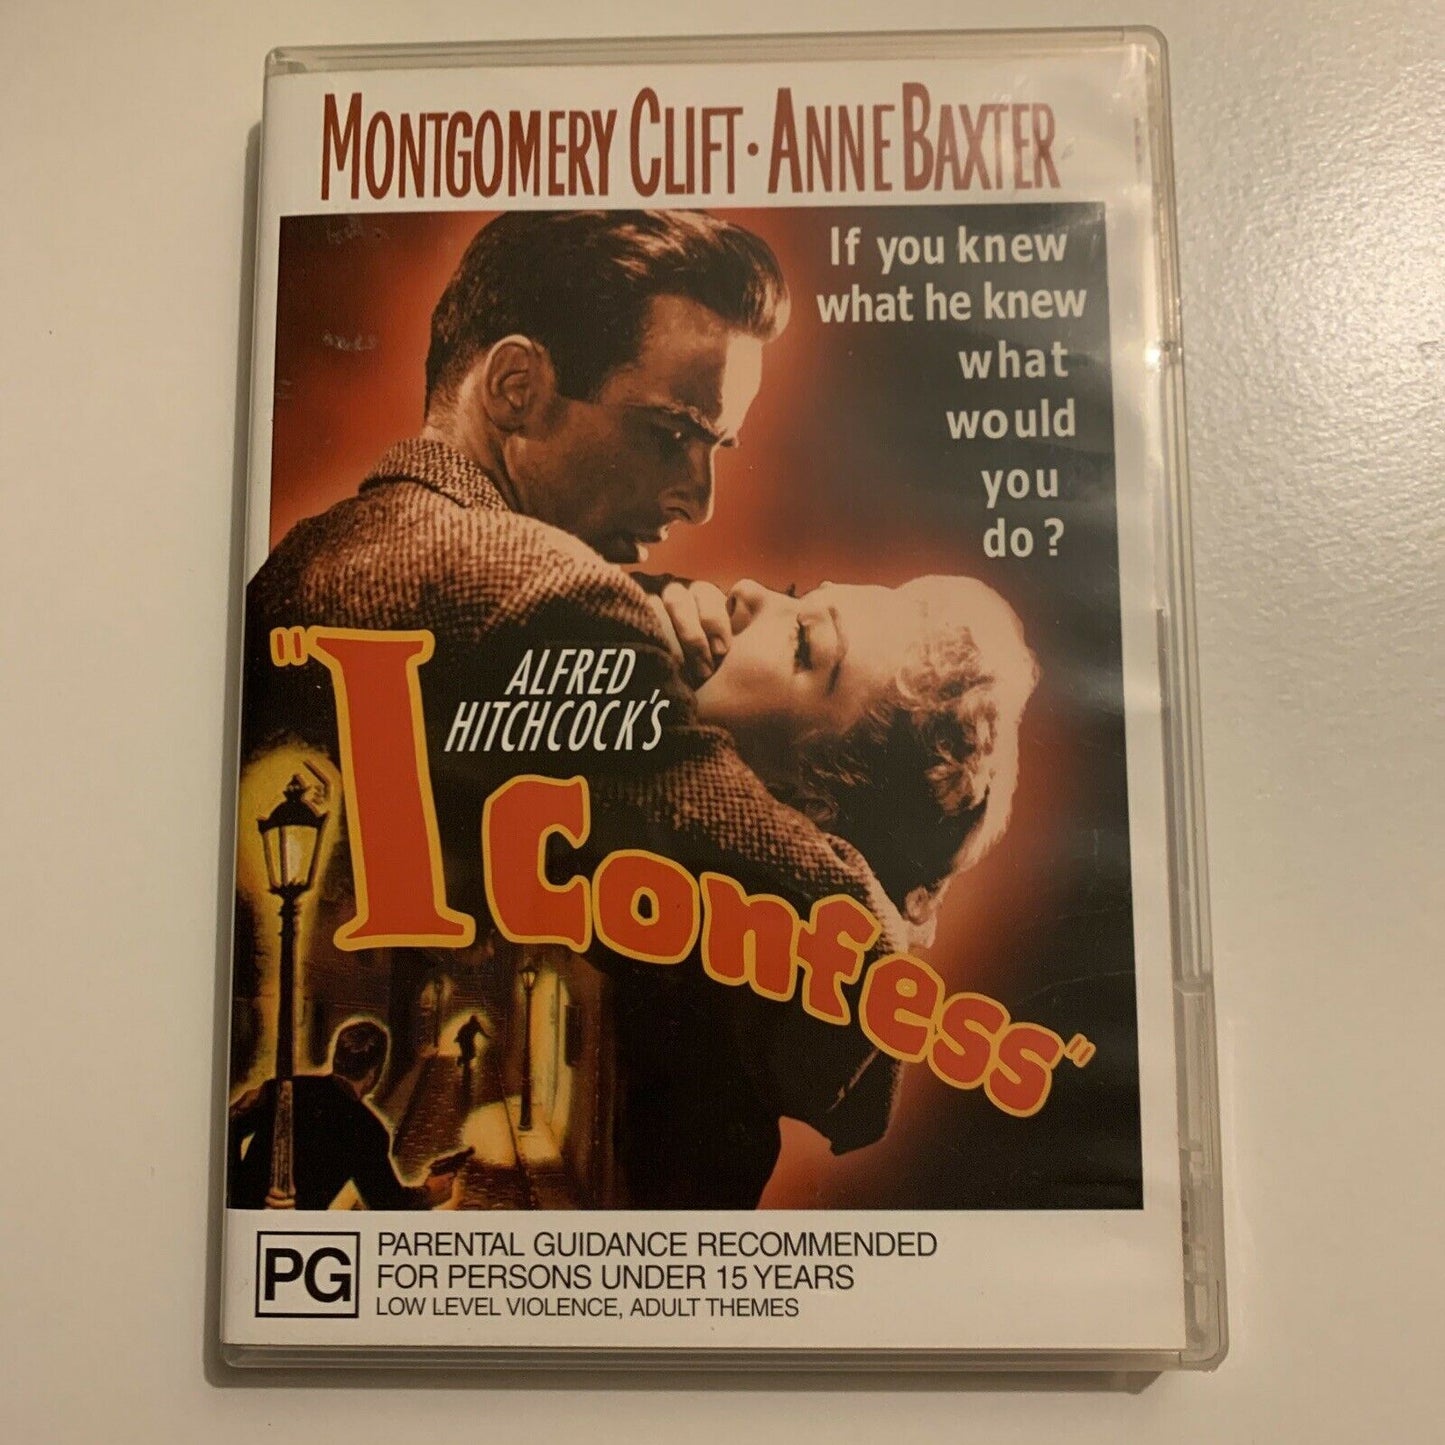 MONTGOMERY CLIFT · ANNE BAXTER
If you knew
what he knew
what
would
you
do?
ALFRED
HITCHCOCK'S
"I Confess"
PG
PARENTAL GUIDANCE RECOMMENDED
FOR PERSONS UNDER 15 YEARS
LOW LEVEL VIOLENCE, ADULT THEMES